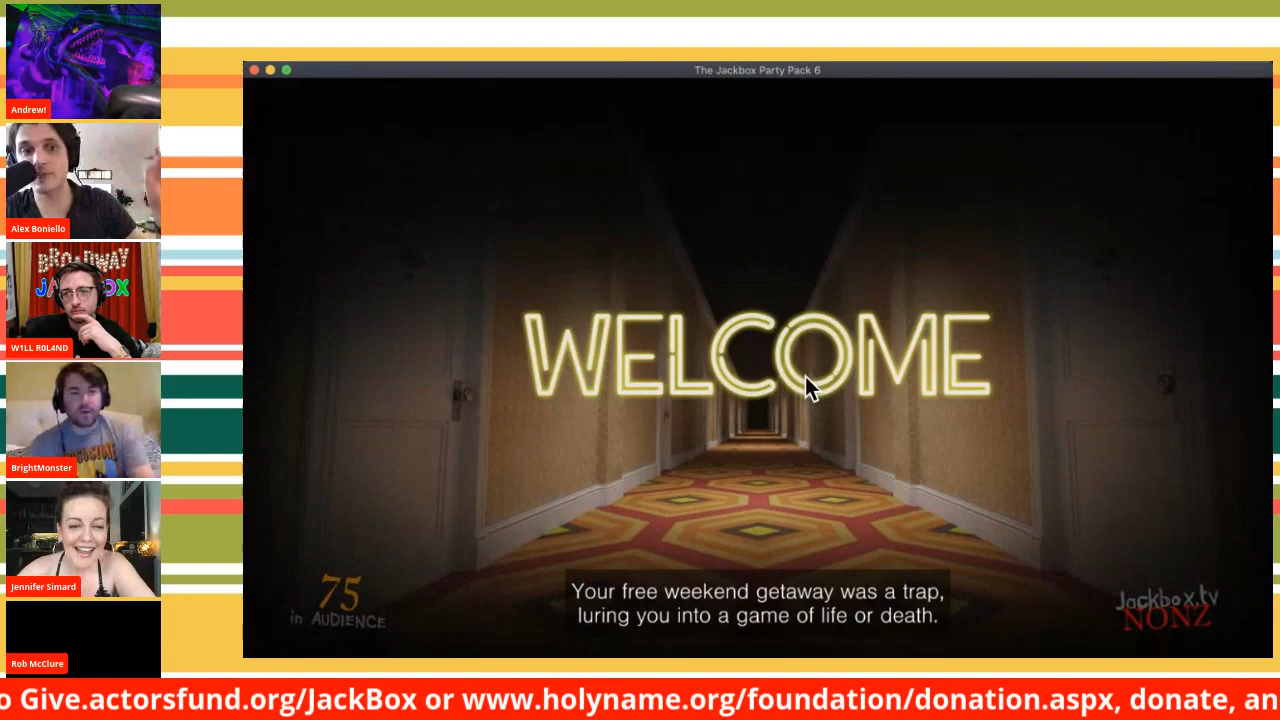 Andrew!
Alex Boniello
BROADWAY
W1LL R0L4ND
BrightMonster
Jennifer Simard
Rob McClure
The Jackbox Party Pack 6
WELCOME
75
in AUDIENCE
Your free weekend getaway was a trap,
luring you into a game of life or death.
Jackbox.tv
NONZ
o Give.actorsfund.org/JackBox or www.holyname.org/foundation/donation.aspx, donate, an